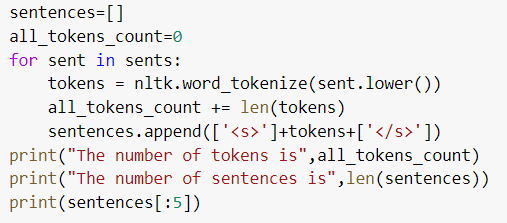 sentences=[]
all_tokens_count=0
for sent in sents:
    tokens = nltk.word_tokenize(sent.lower())
    all_tokens_count += len(tokens)
    sentences.append(['<s>']+tokens+['</s>'])
print("The number of tokens is",all_tokens_count)
print("The number of sentences is",len(sentences))
print(sentences[:5])